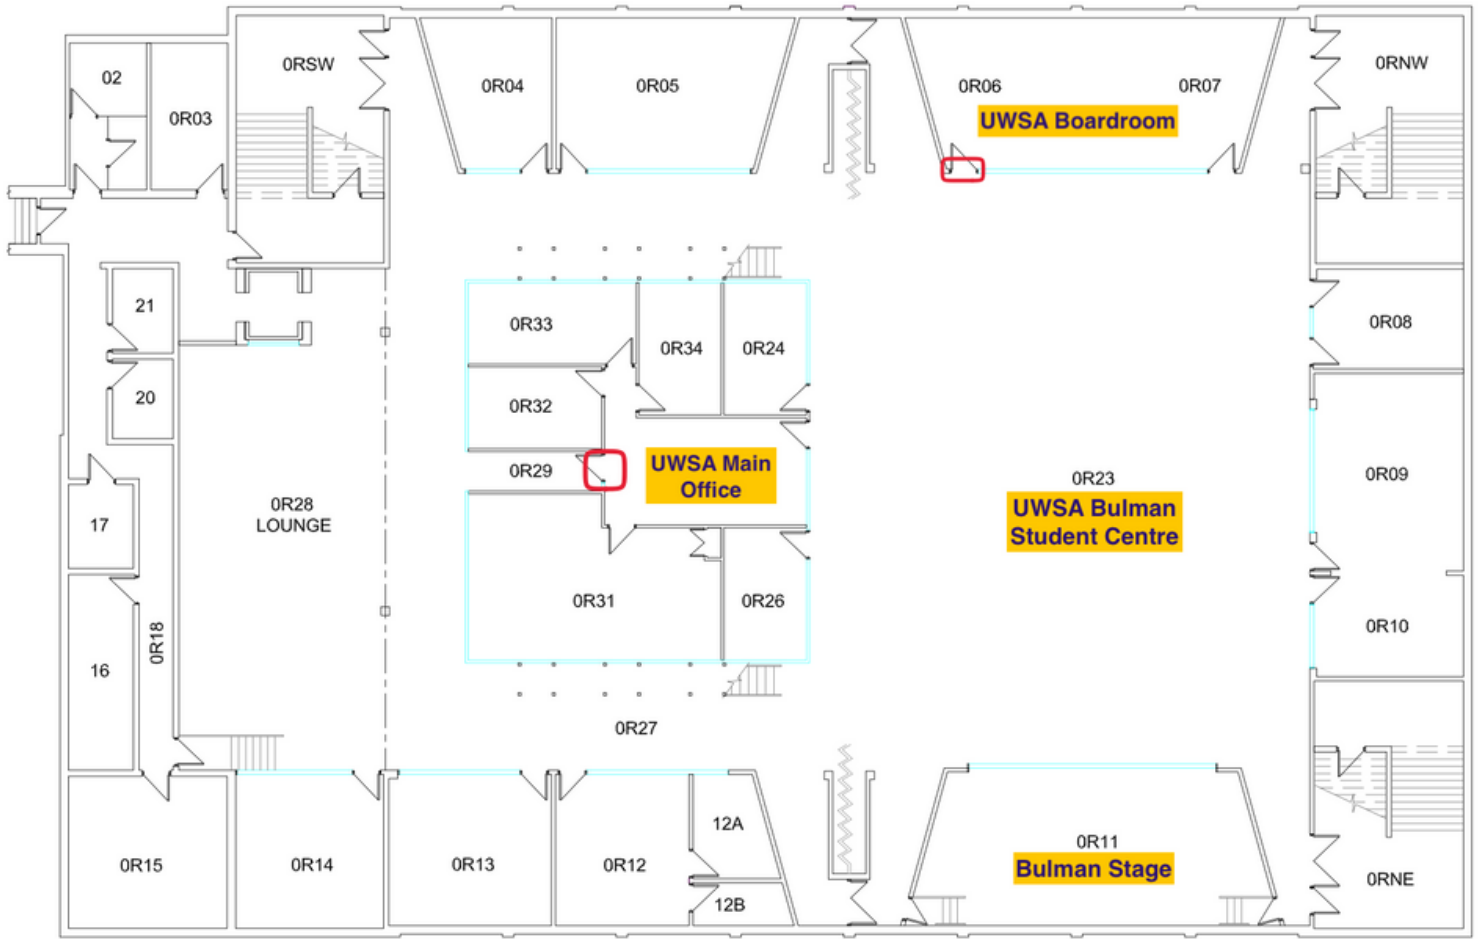 02
0R03
0RSW
0R04
0R05
0R06
0R07
UWSA Boardroom
0RNW
21
20
0R33
0R34
0R24
0R08
0R32
0R29
UWSA Main
Office
0R28
LOUNGE
0R23
UWSA Bulman
Student Centre
0R09
17
0R31
0R26
0R10
16
0R18
0R27
0R15
0R14
0R13
0R12
12A
12B
0R11
Bulman Stage
0RNE